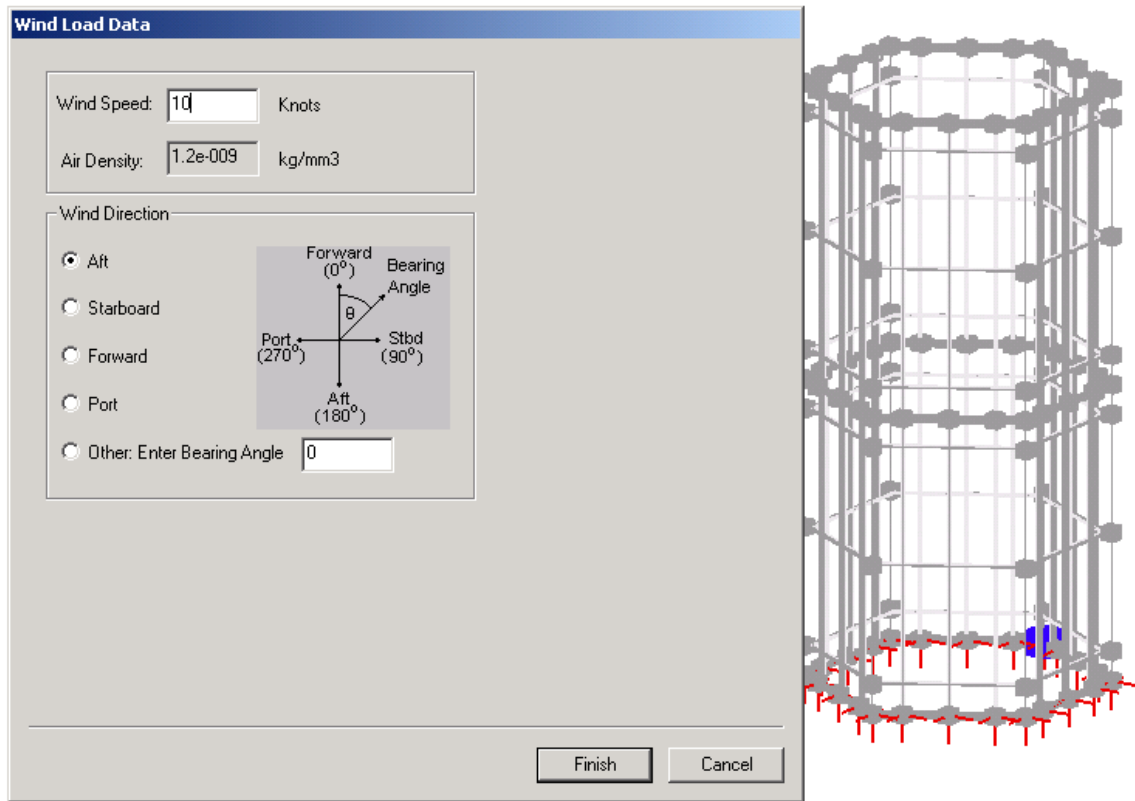 Wind Load Data
Wind Speed: 10 Knots
Air Density: 1.2e-009 kg/mm3
Wind Direction
Aft
Starboard
Forward
Port
Other: Enter Bearing Angle 0
Forward
(0°)
Bearing
Angle
θ
Port
(270°)
Stbd
(90°)
Aft
(180°)
Finish Cancel